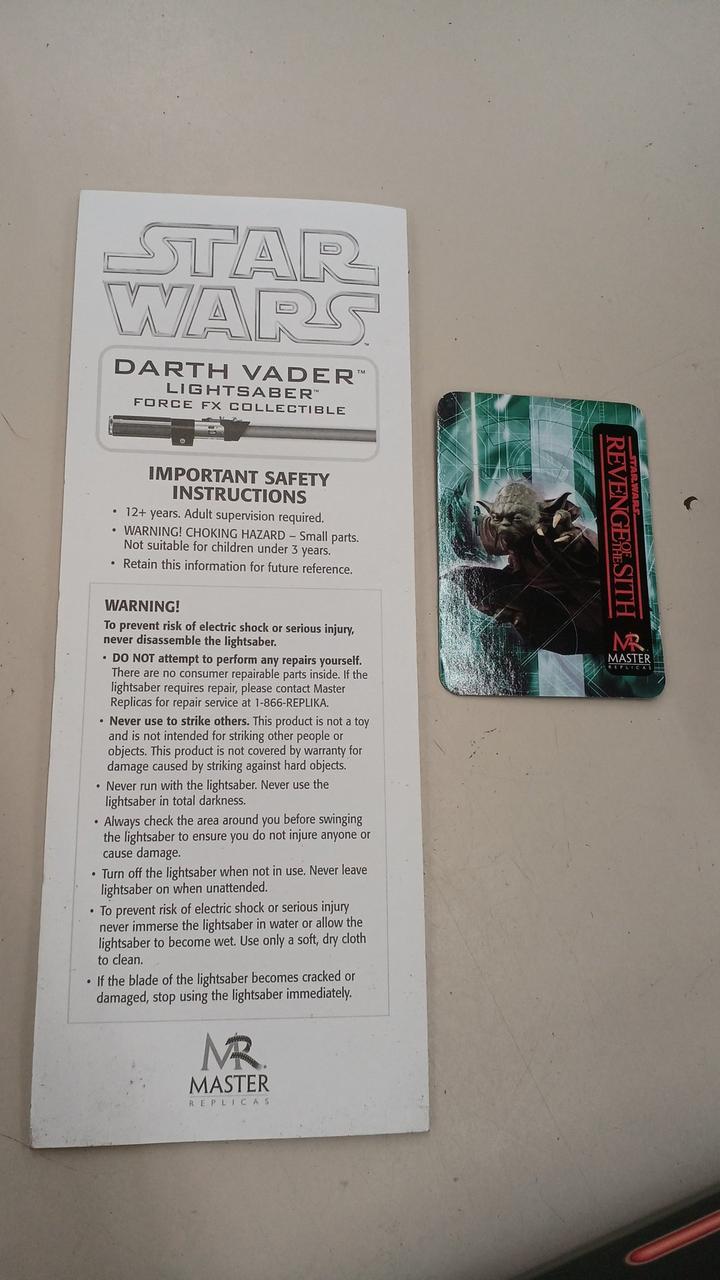 STAR
WARS™
DARTH VADER™
LIGHTSABER™
FORCE FX COLLECTIBLE
IMPORTANT SAFETY
INSTRUCTIONS
• 12+ years. Adult supervision required.
• WARNING! CHOKING HAZARD – Small parts.
Not suitable for children under 3 years.
• Retain this information for future reference.
WARNING!
To prevent risk of electric shock or serious injury,
never disassemble the lightsaber.
• DO NOT attempt to perform any repairs yourself.
There are no consumer repairable parts inside. If the
lightsaber requires repair, please contact Master
Replicas for repair service at 1-866-REPLIKA.
• Never use to strike others. This product is not a toy
and is not intended for striking other people or
objects. This product is not covered by warranty for
damage caused by striking against hard objects.
• Never run with the lightsaber. Never use the
lightsaber in total darkness.
• Always check the area around you before swinging
the lightsaber to ensure you do not injure anyone or
cause damage.
• Turn off the lightsaber when not in use. Never leave
lightsaber on when unattended.
• To prevent risk of electric shock or serious injury
never immerse the lightsaber in water or allow the
lightsaber to become wet. Use only a soft, dry cloth
to clean.
• If the blade of the lightsaber becomes cracked or
damaged, stop using the lightsaber immediately.
MR
MASTER
REPLICAS
STAR WARS
REVENGE OF THE SITH
MR
MASTER
REPLICAS